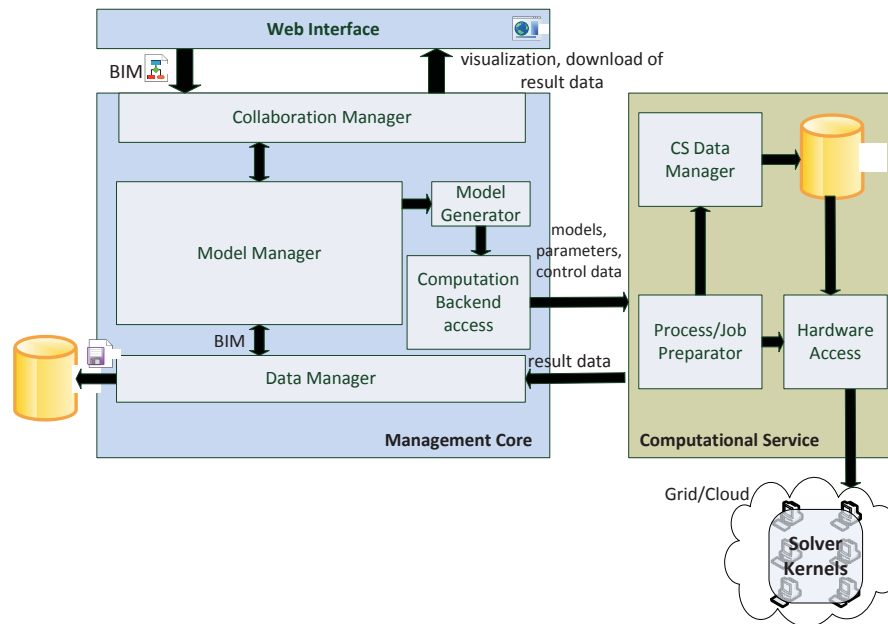 Web Interface
BIM
visualization, download of
result data
Collaboration Manager
Model Manager
Model
Generator
Computation
Backend
access
models,
parameters,
control data
BIM
Data Manager
result data
Management Core
CS Data
Manager
Process/Job
Preparator
Hardware
Access
Computational Service
Grid/Cloud
Solver
Kernels